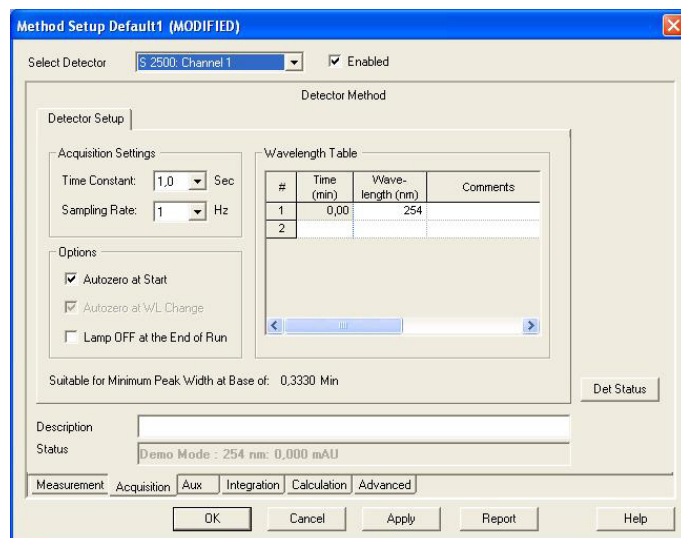 Method Setup Default1 (MODIFIED)
Select Detector S 2500: Channel 1 Enabled
Detector Method
Detector Setup
Acquisition Settings
Time Constant: 1,0 Sec
Sampling Rate: 1 Hz
Options
Autozero at Start
Autozero at WL Change
Lamp OFF at the End of Run
Wavelength Table
# Time (min) Wave-length (nm) Comments
1 0,00 254
2
Suitable for Minimum Peak Width at Base of: 0,3330 Min
Det Status
Description
Status Demo Mode : 254 nm: 0,000 mAU
Measurement Acquisition Aux Integration Calculation Advanced
OK Cancel Apply Report Help